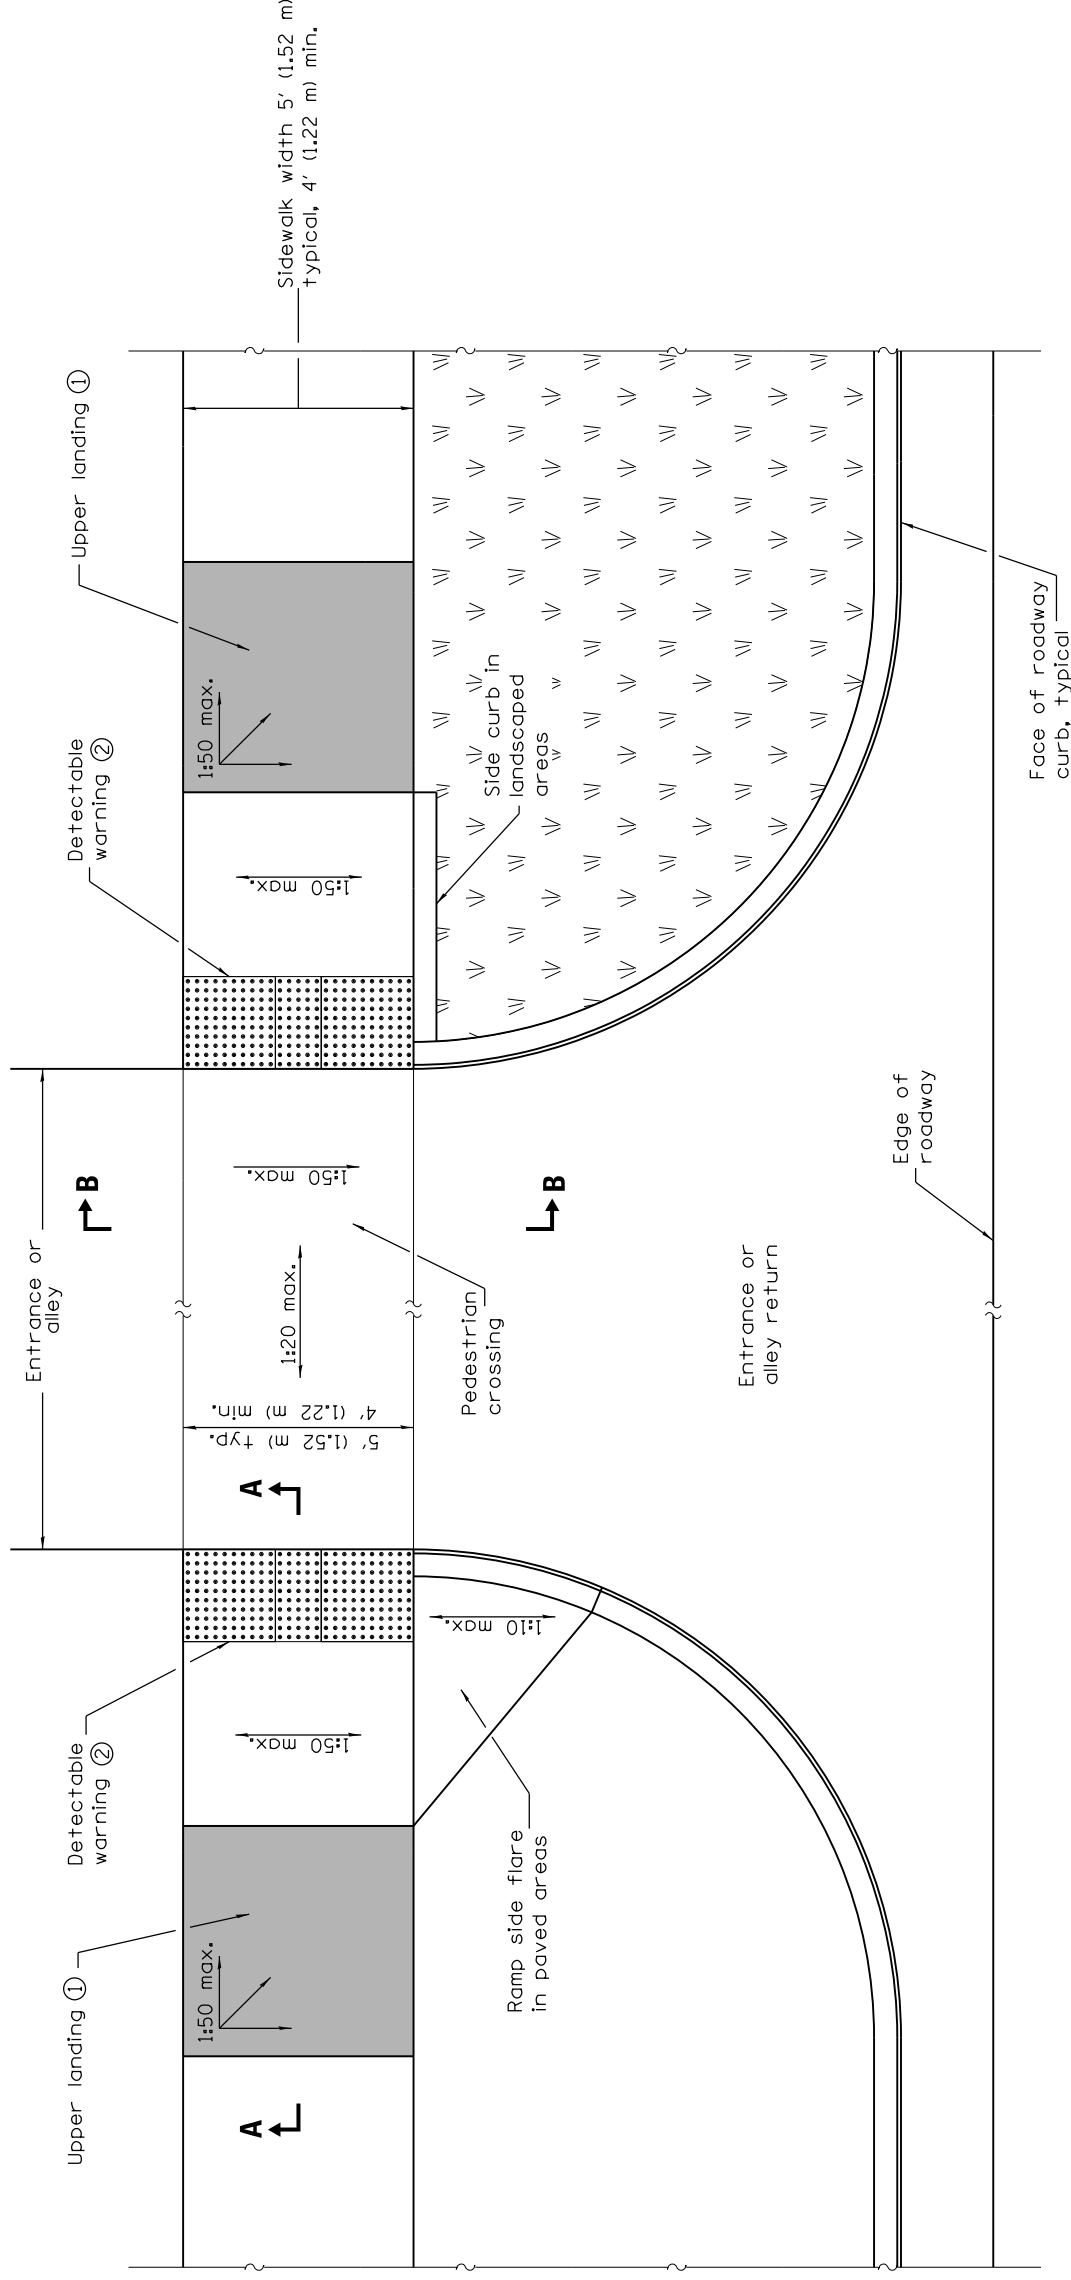 Sidewalk width 5' (1.52 m)
typical, 4' (1.22 m) min.
Upper landing ①
Detectable
warning ②
1:50 max.
1:50 max.
Side curb in
landscaped
areas
Face of roadway
curb, typical
Entrance or
alley
B
B
1:50 max.
1:20 max.
Pedestrian
crossing
4' (1.22 m) min.
5' (1.52 m) typ.
Edge of
roadway
Entrance or
alley return
A
Detectable
warning ②
1:50 max.
1:10 max.
Ramp side flare
in paved areas
Upper landing ①
1:50 max.
A